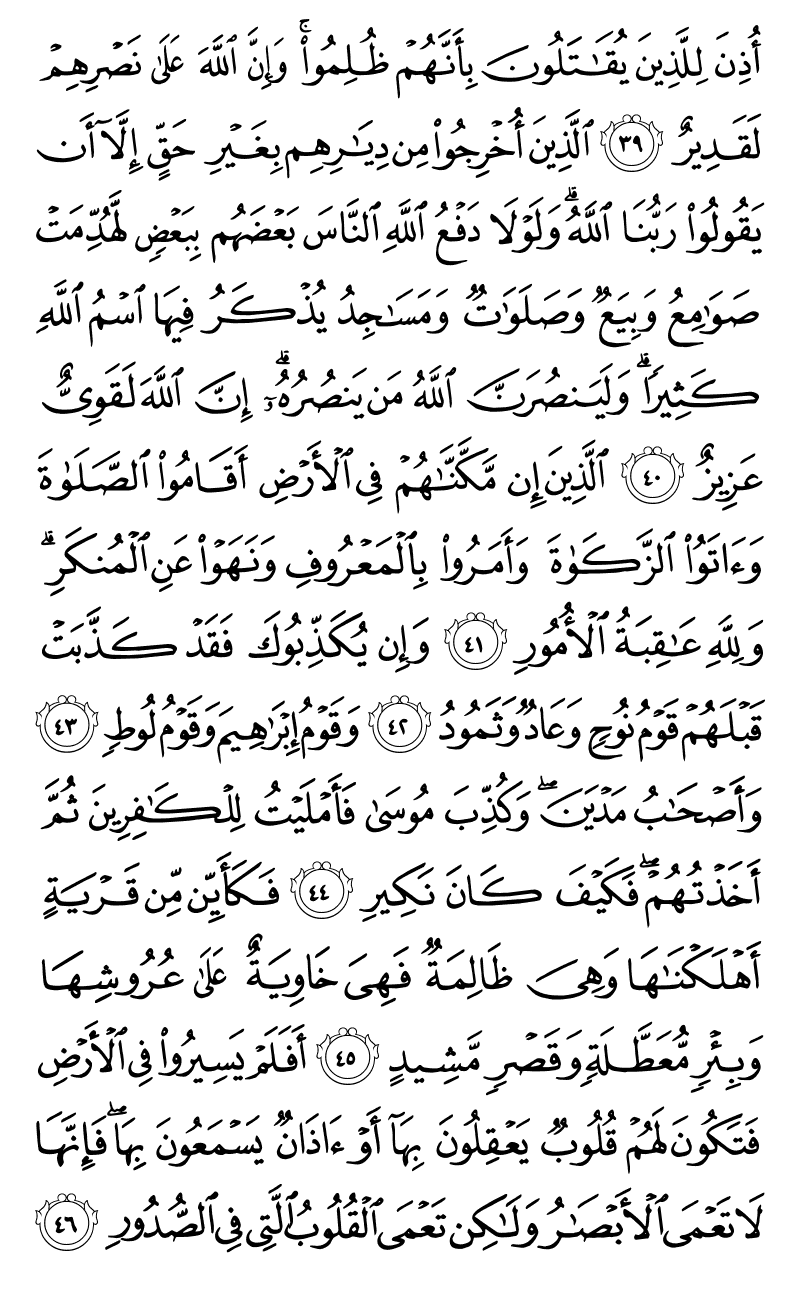 أُذِنَ لِلَّذِينَ يُقَٰتَلُونَ بِأَنَّهُمۡ ظُلِمُواْۚ وَإِنَّ ٱللَّهَ عَلَىٰ نَصۡرِهِمۡ
لَقَدِيرٌ ٣٩ ٱلَّذِينَ أُخۡرِجُواْ مِن دِيَٰرِهِم بِغَيۡرِ حَقٍّ إِلَّآ أَن
يَقُولُواْ رَبُّنَا ٱللَّهُۗ وَلَوۡلَا دَفۡعُ ٱللَّهِ ٱلنَّاسَ بَعۡضَهُم بِبَعۡضٖ لَّهُدِّمَتۡ
صَوَٰمِعُ وَبِيَعٞ وَصَلَوَٰتٞ وَمَسَٰجِدُ يُذۡكَرُ فِيهَا ٱسۡمُ ٱللَّهِ
كَثِيرٗاۗ وَلَيَنصُرَنَّ ٱللَّهُ مَن يَنصُرُهُۥٓۗ إِنَّ ٱللَّهَ لَقَوِيٌّ
عَزِيزٌ ٤٠ ٱلَّذِينَ إِن مَّكَّنَّٰهُمۡ فِي ٱلۡأَرۡضِ أَقَامُواْ ٱلصَّلَوٰةَ
وَءَاتَوُاْ ٱلزَّكَوٰةَ وَأَمَرُواْ بِٱلۡمَعۡرُوفِ وَنَهَوۡاْ عَنِ ٱلۡمُنكَرِۗ
وَلِلَّهِ عَٰقِبَةُ ٱلۡأُمُورِ ٤١ وَإِن يُكَذِّبُوكَ فَقَدۡ كَذَّبَتۡ
قَبۡلَهُمۡ قَوۡمُ نُوحٖ وَعَادٞ وَثَمُودُ ٤٢ وَقَوۡمُ إِبۡرَٰهِيمَ وَقَوۡمُ لُوطٖ ٤٣
وَأَصۡحَٰبُ مَدۡيَنَۖ وَكُذِّبَ مُوسَىٰ فَأَمۡلَيۡتُ لِلۡكَٰفِرِينَ ثُمَّ
أَخَذۡتُهُمۡۖ فَكَيۡفَ كَانَ نَكِيرِ ٤٤ فَكَأَيِّن مِّن قَرۡيَةٍ
أَهۡلَكۡنَٰهَا وَهِيَ ظَالِمَةٞ فَهِيَ خَاوِيَةٌ عَلَىٰ عُرُوشِهَا
وَبِئۡرٖ مُّعَطَّلَةٖ وَقَصۡرٖ مَّشِيدٍ ٤٥ أَفَلَمۡ يَسِيرُواْ فِي ٱلۡأَرۡضِ
فَتَكُونَ لَهُمۡ قُلُوبٞ يَعۡقِلُونَ بِهَآ أَوۡ ءَاذَانٞ يَسۡمَعُونَ بِهَاۖ فَإِنَّهَا
لَا تَعۡمَى ٱلۡأَبۡصَٰرُ وَلَٰكِن تَعۡمَى ٱلۡقُلُوبُ ٱلَّتِي فِي ٱلصُّدُورِ ٤٦